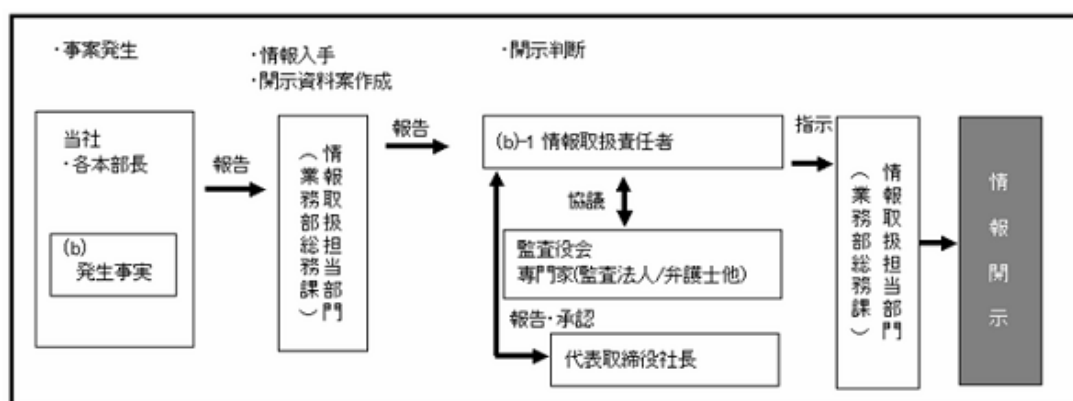 ・事案発生
・情報入手
・開示資料案作成
・開示判断
当社
・各本部長
(b)
発生事実
報告
情報取扱担当部門
（業務部総務課）
報告
(b)-1 情報取扱責任者
協議
監査役会
専門家(監査法人/弁護士他)
報告・承認
代表取締役社長
指示
情報取扱担当部門
（業務部総務課）
情報開示